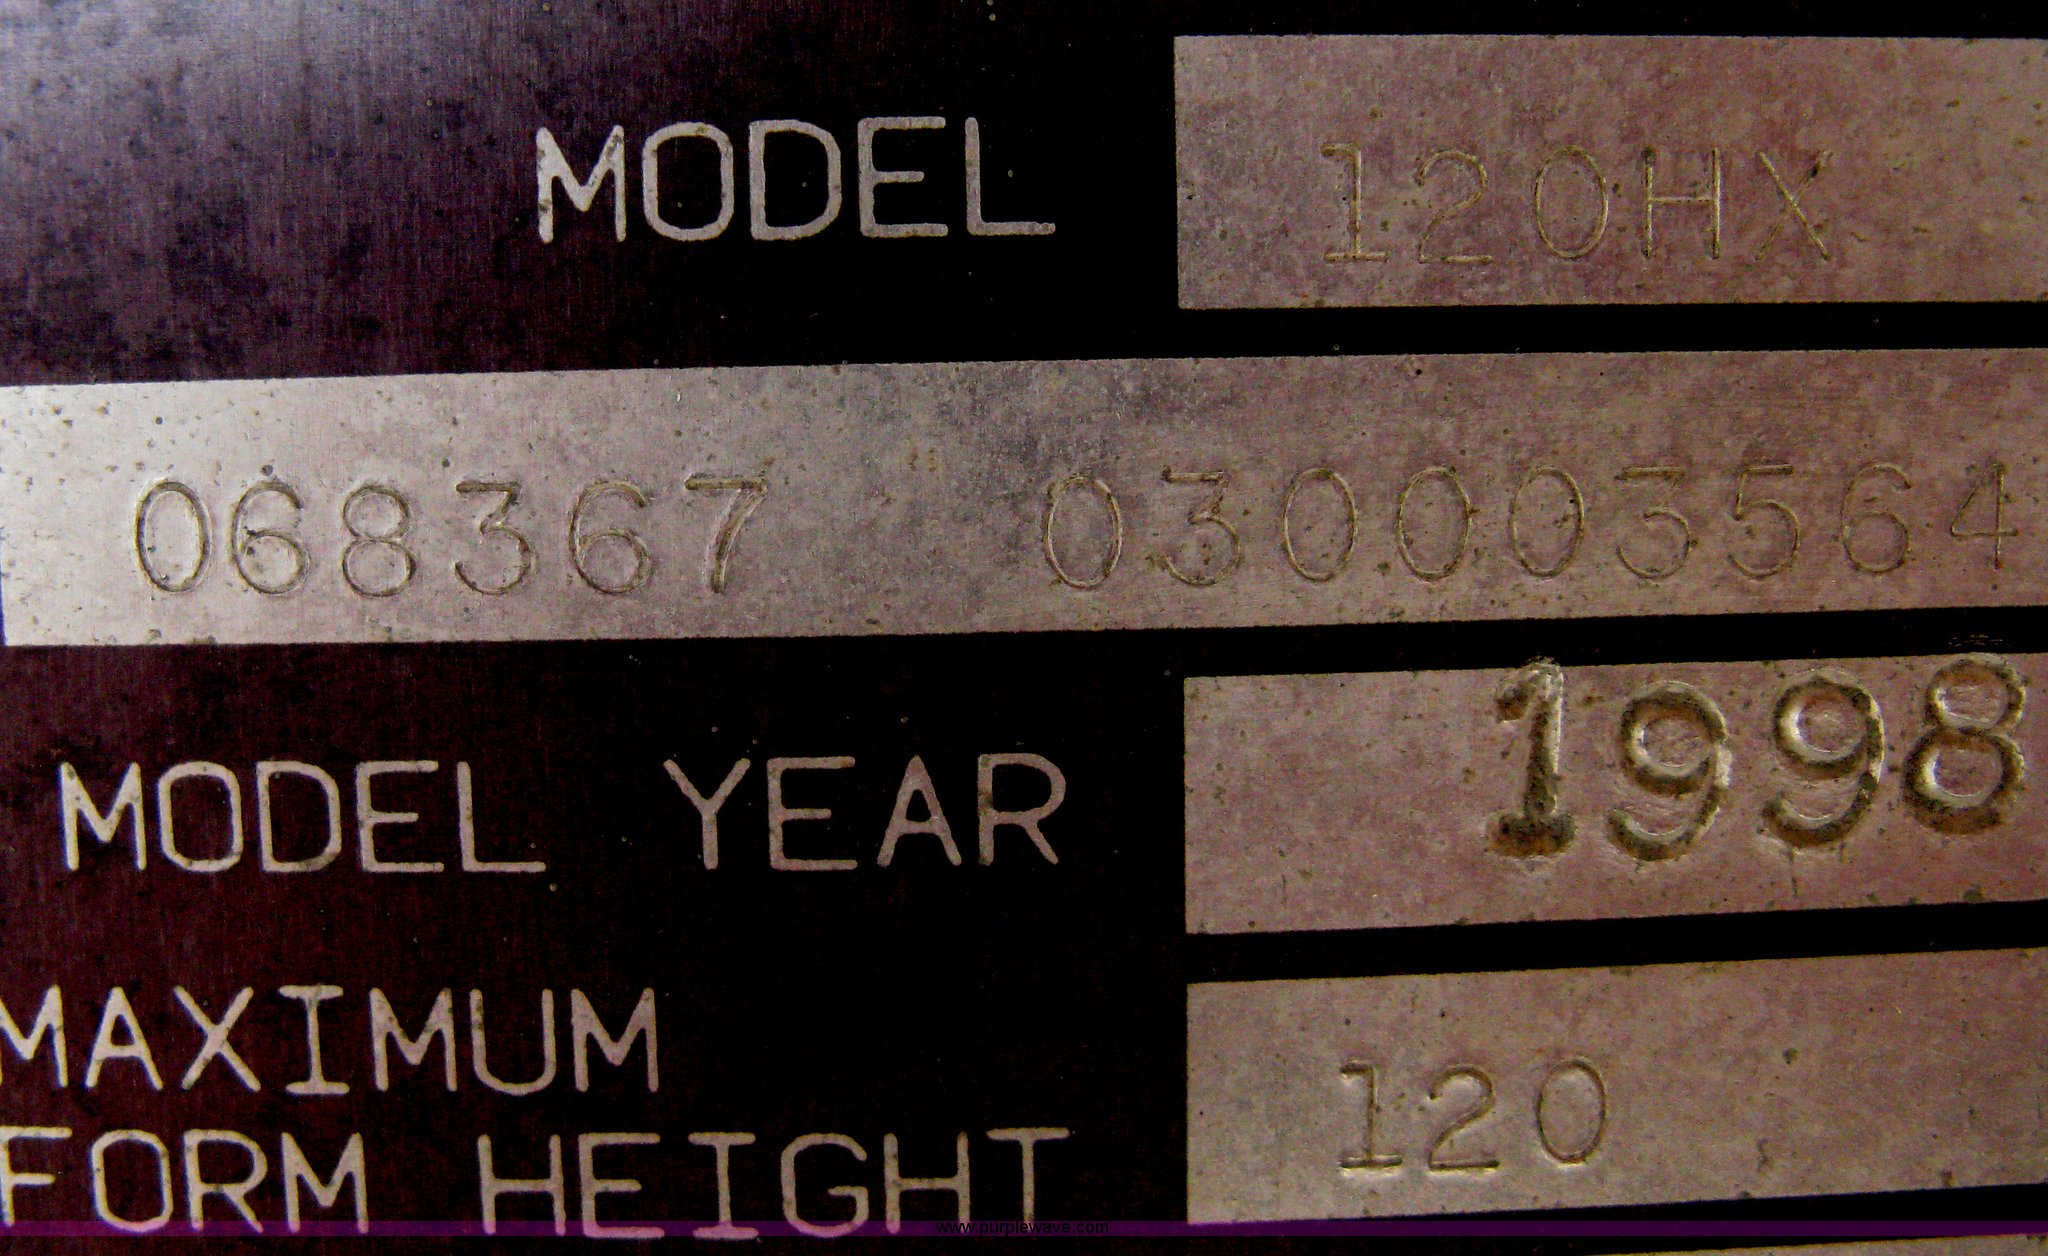 MODEL 120HX
068367 030003564
MODEL YEAR 1998
MAXIMUM
FORM HEIGHT 120
www.purplewave.com